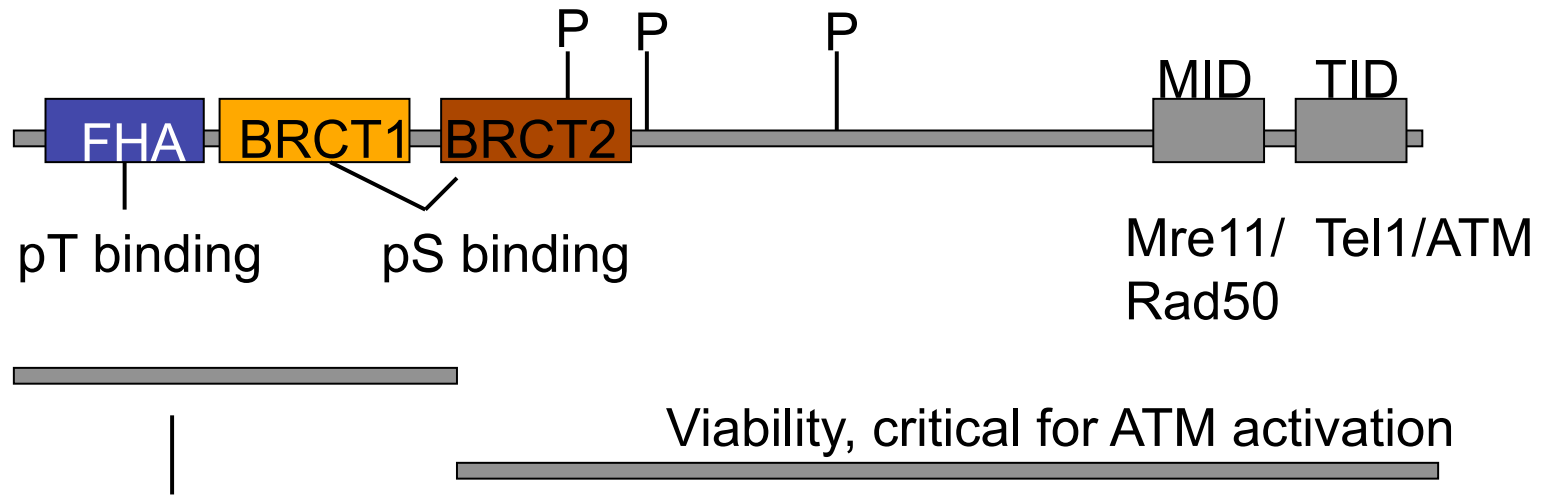 P P P
MID TID
FHA BRCT1 BRCT2
pT binding pS binding
Mre11/ Tel1/ATM
Rad50
Viability, critical for ATM activation